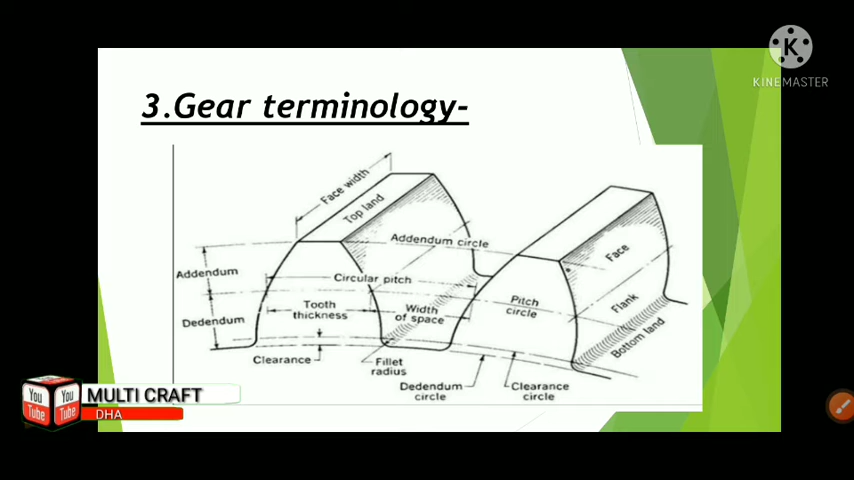 K
KINEMASTER
3.Gear terminology-
Face width
Top land
Addendum circle
Addendum
Circular pitch
Face
Dedendum
Tooth
thickness
Width
of space
Pitch
circle
Flank
Bottom land
Clearance
Fillet
radius
Dedendum
circle
Clearance
circle
You
Tube
You
Tube
MULTI CRAFT
DHA